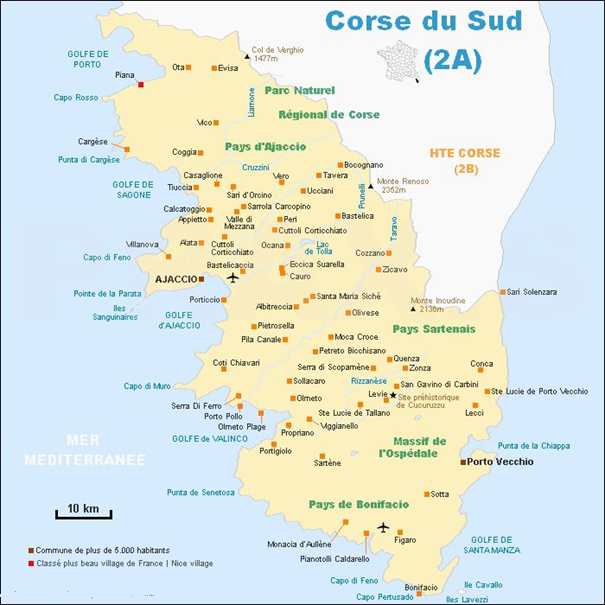 Corse du Sud
(2A)
GOLFE DE
PORTO
Col de Verghio
1477m
Ota
Evisa
Piana
Parc Naturel
Régional de Corse
Capo Rosso
Liamone
Vico
Cargèse
Pays d'Ajaccio
HTE CORSE
(2B)
Punta di Cargèse
Coggia
Cruzzini
Bocognano
Casaglione
Vero
Tavera
Monte Renoso
2352m
GOLFE DE
SAGONE
Tiuccia
Sari d'Orcino
Ucciani
Prunelli
Calcatoggio
Sarrola Carcopino
Appietto
Valle di
Mezzana
Peri
Bastelica
Taravo
Cuttoli Corticchiato
Villanova
Alata
Cuttoli
Corticchiato
Ocana
Lac
de Tolla
Cozzano
Capo di Feno
Bastelicaccia
Eccica Suarella
Zicavo
AJACCIO
Cauro
Sari Solenzara
Pointe de la Parata
Porticcio
Santa Maria Siché
Monte Incudine
2136m
Iles
Sanguinaires
Albitreccia
Olivese
GOLFE
d'AJACCIO
Pietrosella
Pays Sartenais
Pila Canale
Moca Croce
Petreto Bicchisano
Quenza
Coti Chiavari
Serra di Scopamène
Zonza
Conca
Capo di Muro
Sollacaro
Rizzanèse
San Gavino di Carbini
Levie
Site préhistorique
de Cucuruzzu
Ste Lucie de Porto Vecchio
Serra Di Ferro
Olmeto
Porto Pollo
Ste Lucie de Tallano
Lecci
Olmeto Plage
Viggianello
GOLFE de VALINCO
Propriano
MER
MEDITERRANEE
Massif de
l'Ospédale
Punta de la Chiappa
Portigiolo
Sartène
Porto Vecchio
Punta de Senetosa
Sotta
Pays de Bonifacio
10 km
Monacia d'Aullène
Figaro
GOLFE DE
SANTA MANZA
Pianotolli Caldarello
Commune de plus de 5.000 habitants
Classé plus beau village de France | Nice village
Capo di Feno
Bonifacio
Ile Cavallo
Capo Pertusado
Iles Lavezzi